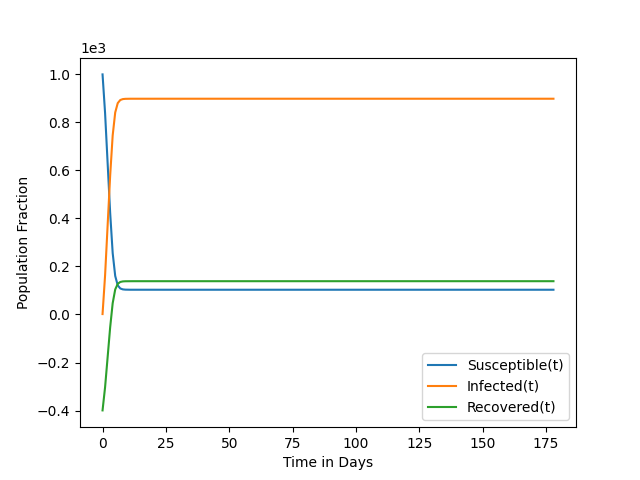 1e3
1.0
0.8
0.6
0.4
0.2
0.0
−0.2
−0.4
Population Fraction
Susceptible(t)
Infected(t)
Recovered(t)
0 25 50 75 100 125 150 175
Time in Days